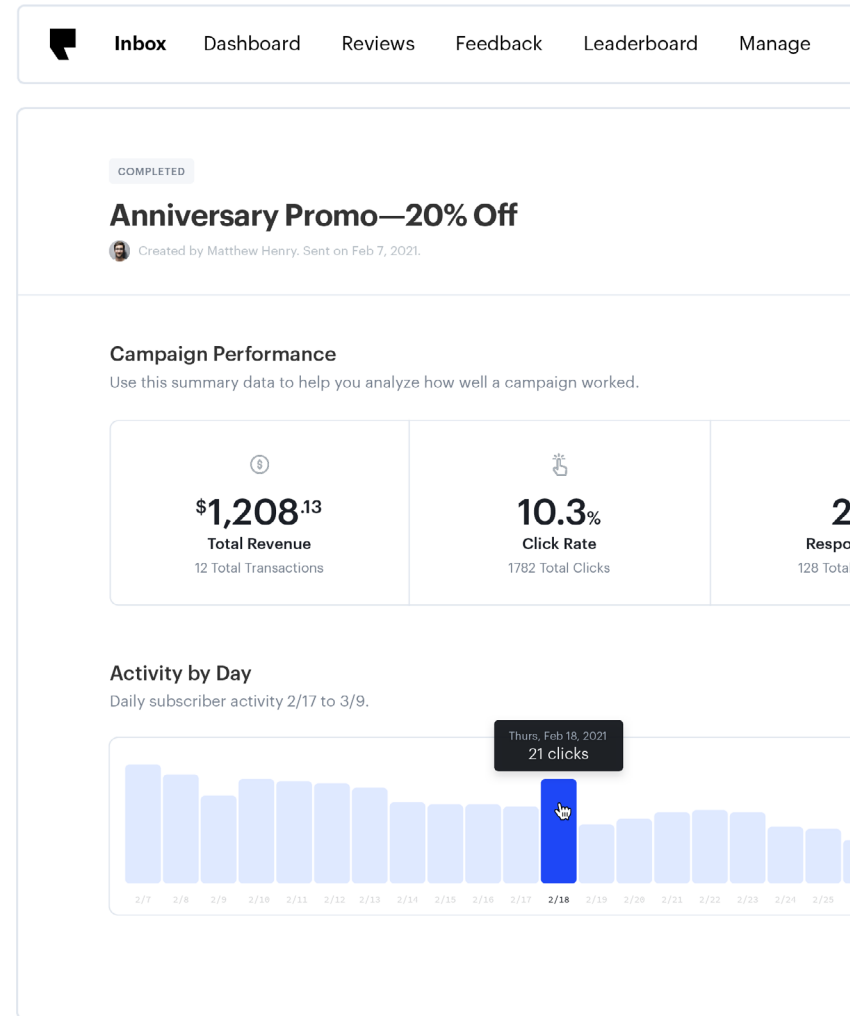 Inbox Dashboard Reviews Feedback Leaderboard Manage
COMPLETED
Anniversary Promo—20% Off
Created by Matthew Henry. Sent on Feb 7, 2021.
Campaign Performance
Use this summary data to help you analyze how well a campaign worked.
$1,208.13
Total Revenue
12 Total Transactions
10.3%
Click Rate
1782 Total Clicks
2
128
Activity by Day
Daily subscriber activity 2/17 to 3/9.
Thurs, Feb 18, 2021
21 clicks
2/7 2/8 2/9 2/10 2/11 2/12 2/13 2/14 2/15 2/16 2/17 2/18 2/19 2/20 2/21 2/22 2/23 2/24 2/25